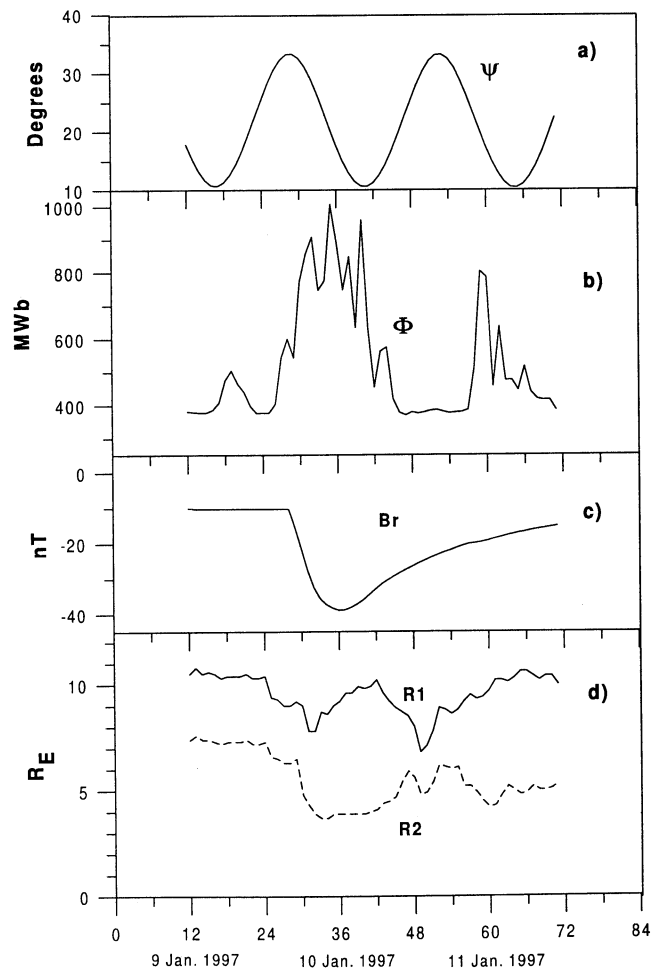 40
a)
Ψ
30
Degrees
20
10
1000
800
b)
MWb
Φ
600
400
0
c)
Br
nT
-20
-40
10
R1
d)
RE
5
R2
0
0 12 24 36 48 60 72 84
9 Jan. 1997 10 Jan. 1997 11 Jan. 1997